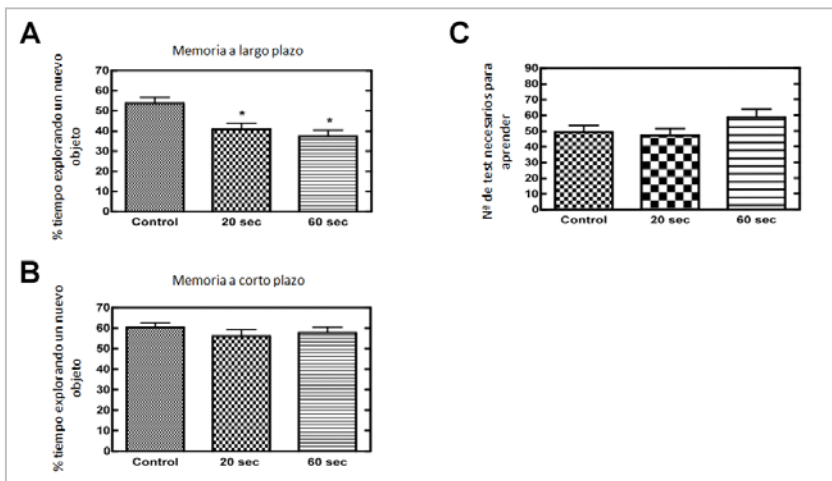 A
Memoria a largo plazo
% tiempo explorando un nuevo
objeto
70
60
50
40
30
20
10
0
*
*
Control
20 sec
60 sec
B
Memoria a corto plazo
% tiempo explorando un nuevo
objeto
70
60
50
40
30
20
10
0
Control
20 sec
60 sec
C
Nº de test necesarios para
aprender
90
80
70
60
50
40
30
20
10
0
Control
20 sec
60 sec